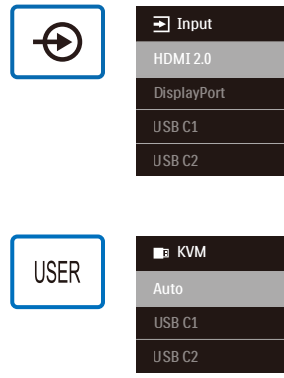 Input
HDMI 2.0
DisplayPort
USB C1
USB C2
USER
KVM
Auto
USB C1
USB C2